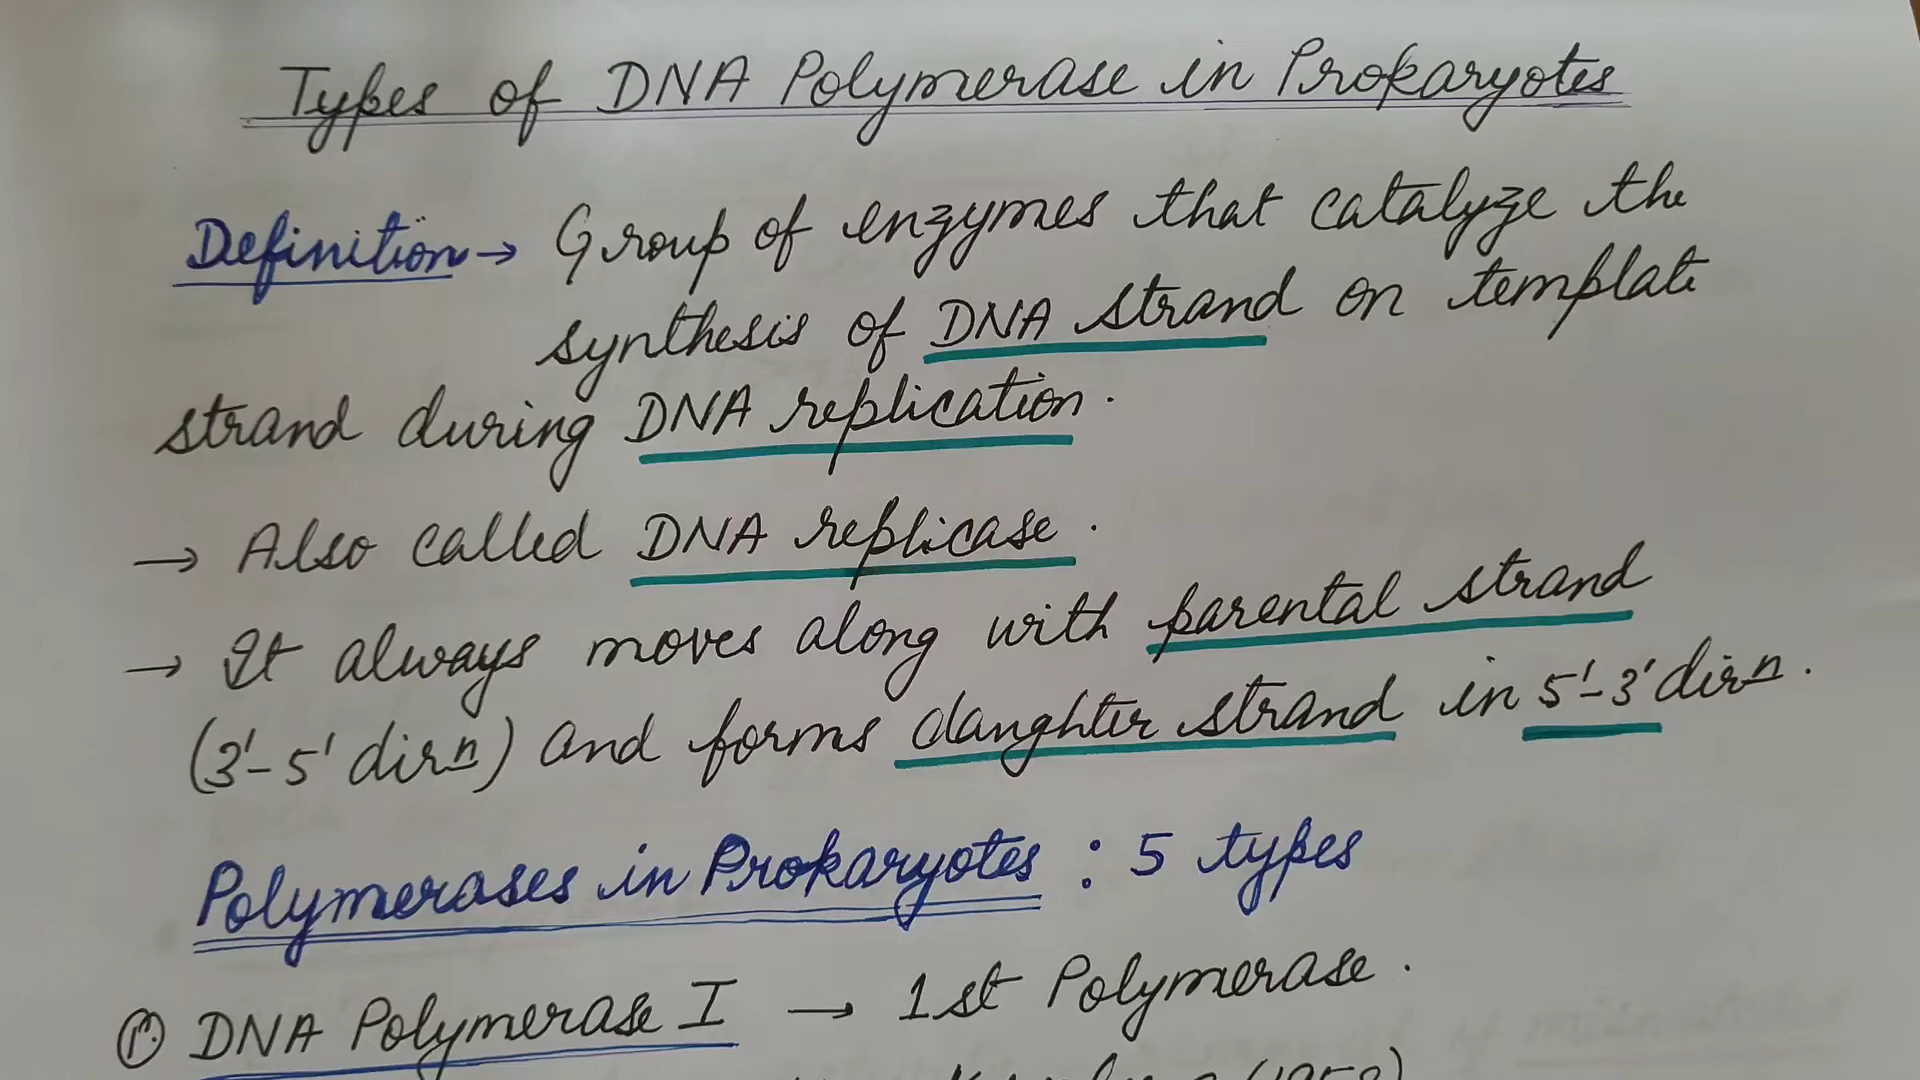 Types of DNA Polymerase in Prokaryotes
Definition → Group of enzymes that catalyze the
synthesis of DNA strand on template
strand during DNA replication.
→ Also called DNA replicase.
→ It always moves along with parental strand
(3'-5' dirn) and forms daughter strand in 5'-3' dirn.
Polymerases in Prokaryotes : 5 types
1. DNA Polymerase I → 1st Polymerase.